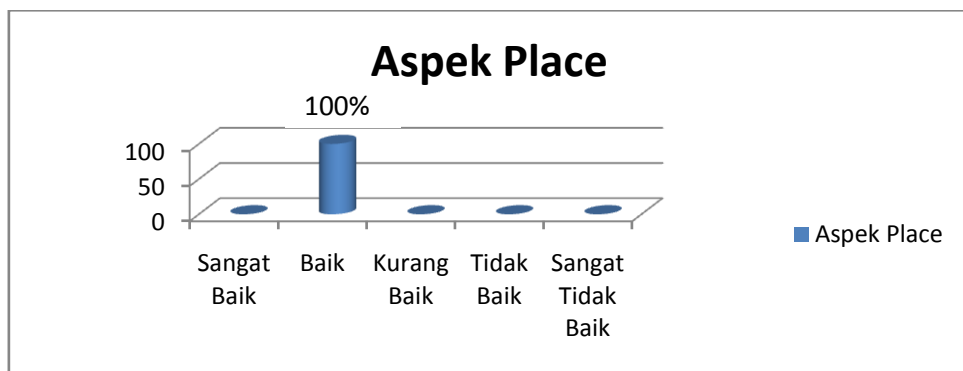 Aspek Place
100%
100
50
0
Sangat Baik
Baik
Kurang Baik
Tidak Baik
Sangat Tidak Baik
Aspek Place